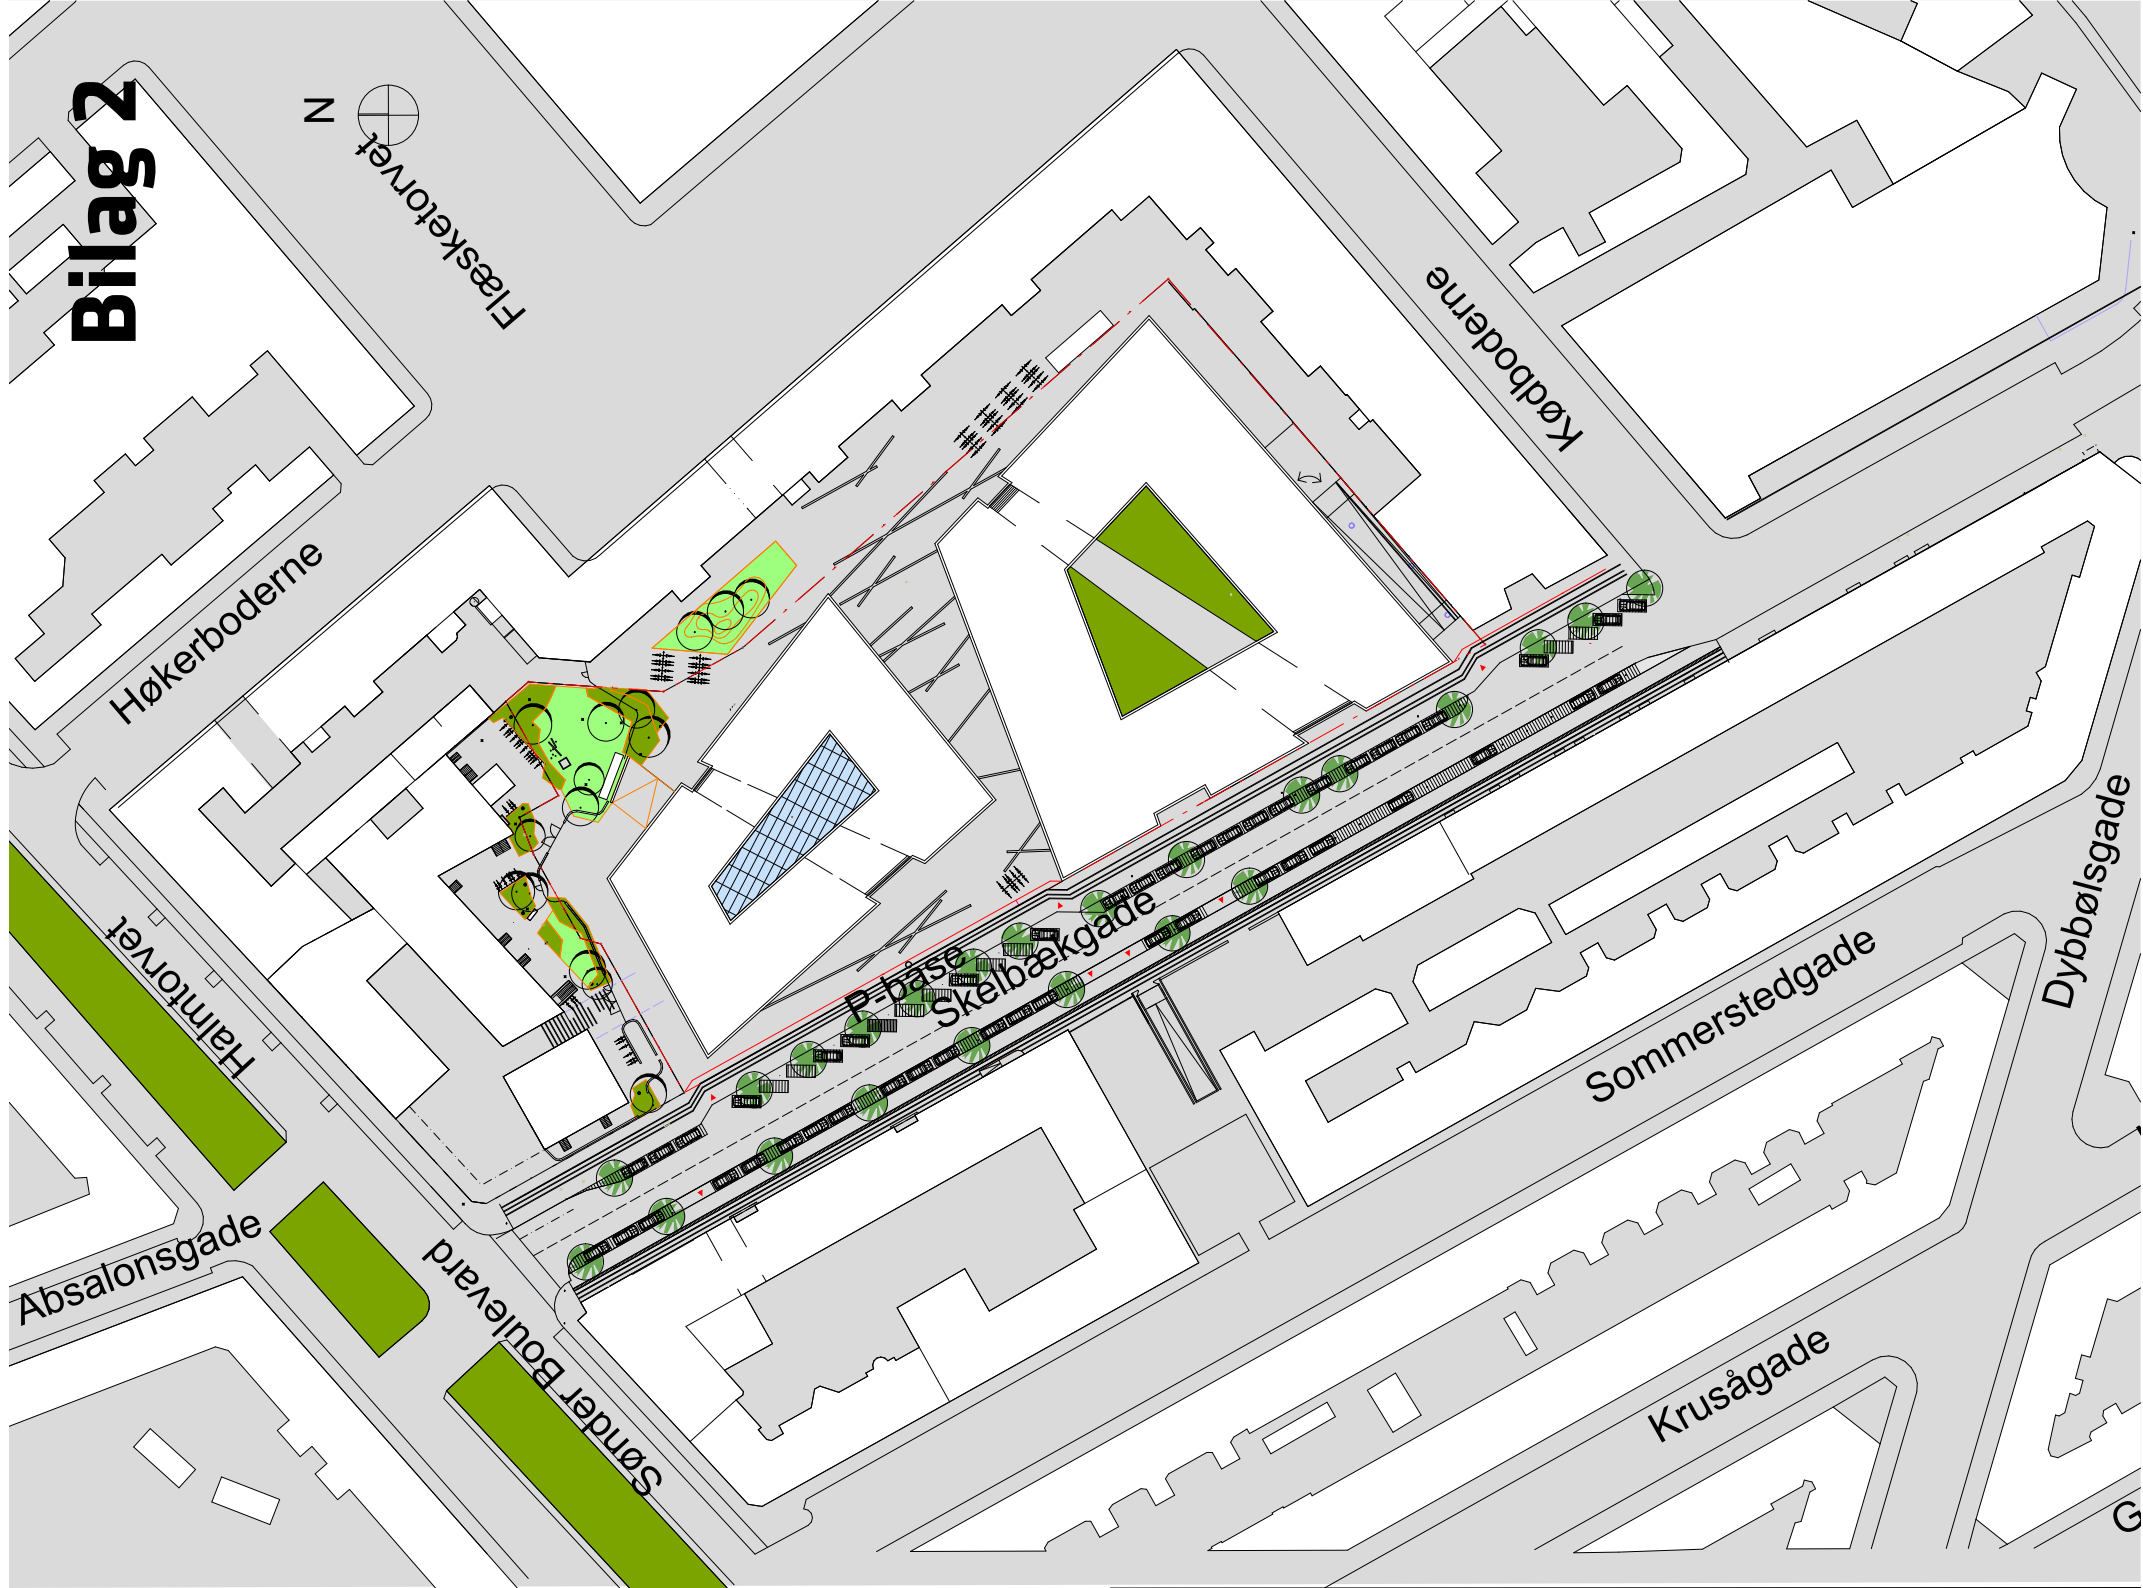 Bilag 2
N
Flæsketorvet
Kødboderne
Høkerboderne
Halmtorvet
P-båse
Skelbækgade
Dybbølsgade
Sommerstedgade
Absalonsgade
Sønder Boulevard
Krusågade
G